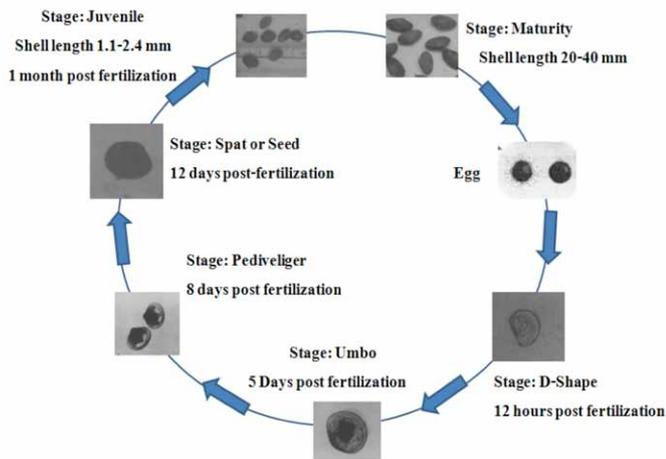 Stage: Juvenile
Shell length 1.1-2.4 mm
1 month post fertilization
Stage: Maturity
Shell length 20-40 mm
Egg
Stage: D-Shape
12 hours post fertilization
Stage: Umbo
5 Days post fertilization
Stage: Pediveliger
8 days post fertilization
Stage: Spat or Seed
12 days post-fertilization